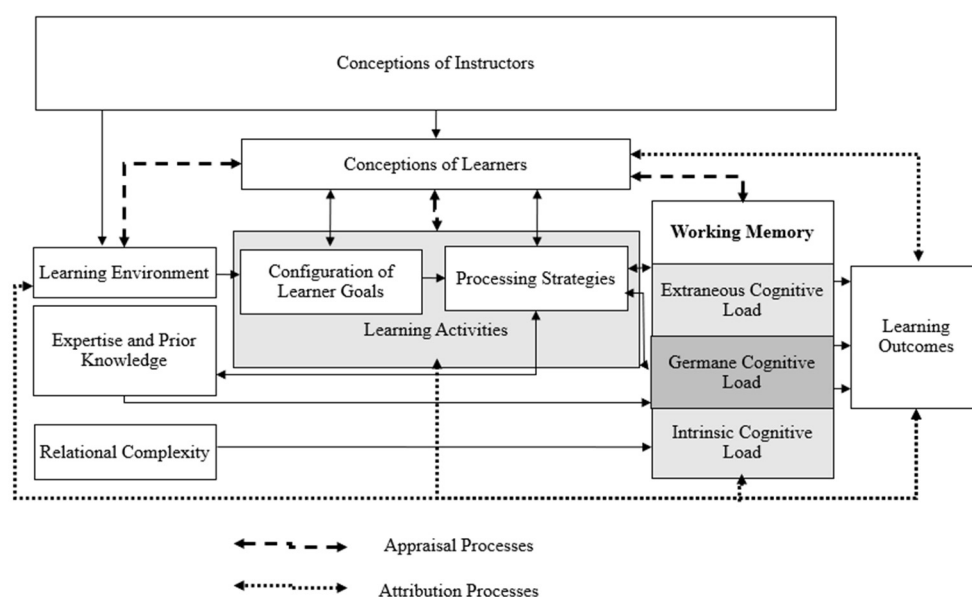 Conceptions of Instructors
Conceptions of Learners
Working Memory
Learning Environment
Configuration of
Learner Goals
Processing Strategies
Extraneous Cognitive
Load
Learning Activities
Expertise and Prior
Knowledge
Learning
Outcomes
Germane Cognitive
Load
Relational Complexity
Intrinsic Cognitive
Load
Appraisal Processes
Attribution Processes